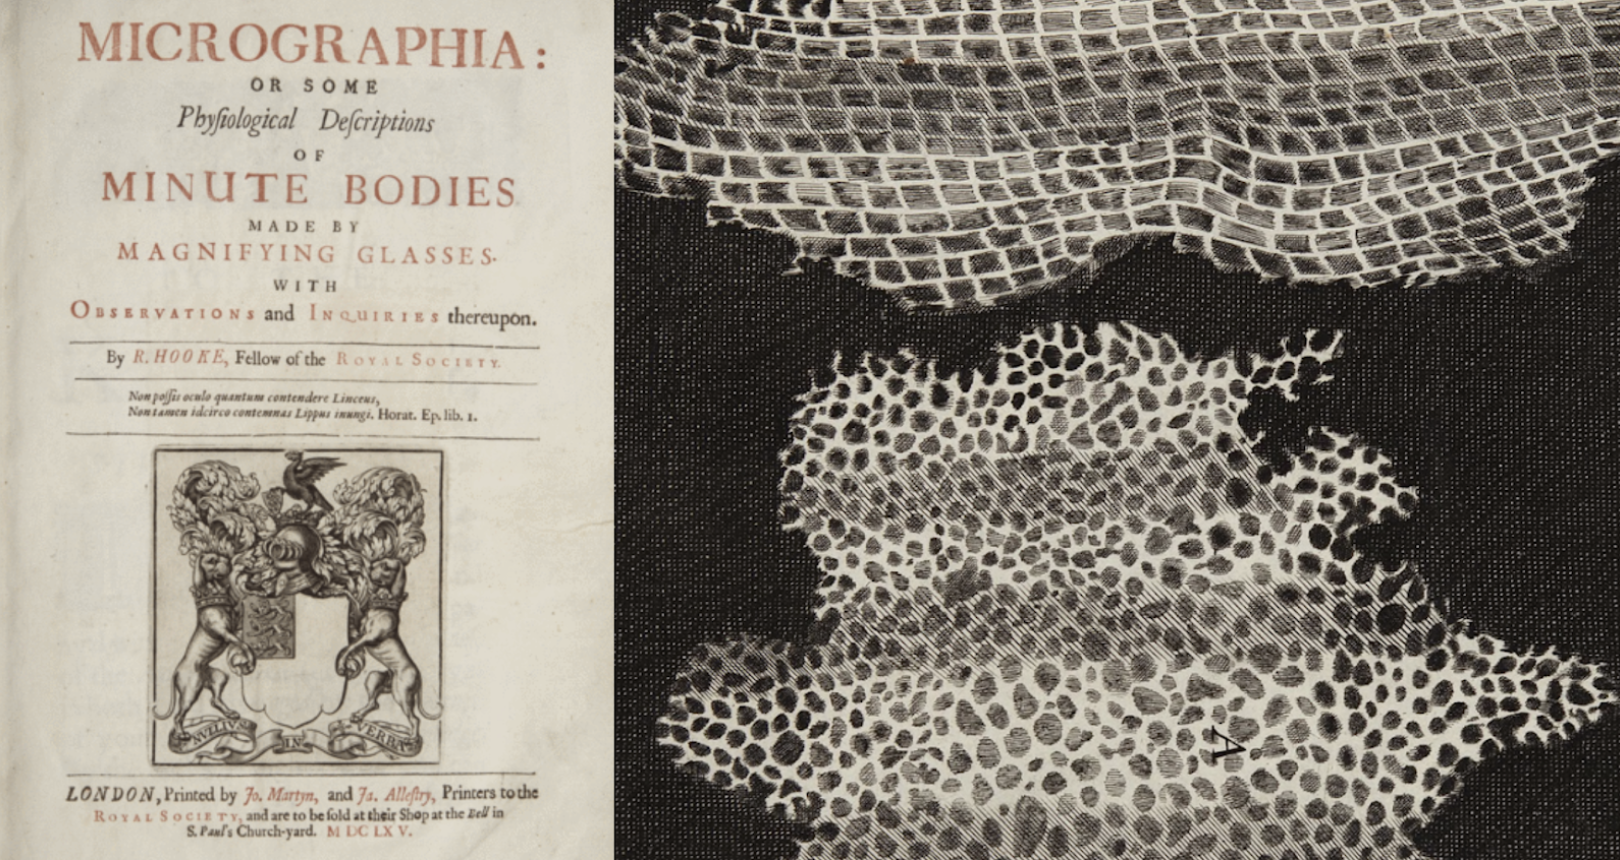 MICROGRAPHIA:
OR SOME
Phyſiological Deſcriptions
OF
MINUTE BODIES
MADE BY
MAGNIFYING GLASSES.
WITH
OBSERVATIONS and INQUIRIES thereupon.
By R. HOOKE, Fellow of the ROYAL SOCIETY.
Non poſſis oculo quantum contendere Linceus,
Non tamen idcirco contemnas Lippus inungi. Horat. Ep. lib. 1.
NVLLIVS IN VERBA
LONDON, Printed by Jo. Martyn, and Ja. Alleſtry, Printers to the
ROYAL SOCIETY, and are to be ſold at their Shop at the Bell in
S. Paul's Church-yard. M DC LX V.
A